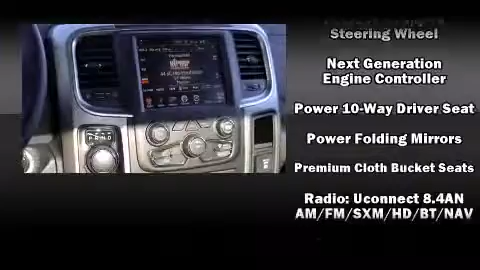 Steering Wheel
Next Generation
Engine Controller
Power 10-Way Driver Seat
Power Folding Mirrors
Premium Cloth Bucket Seats
Radio: Uconnect 8.4AN
AM/FM/SXM/HD/BT/NAV